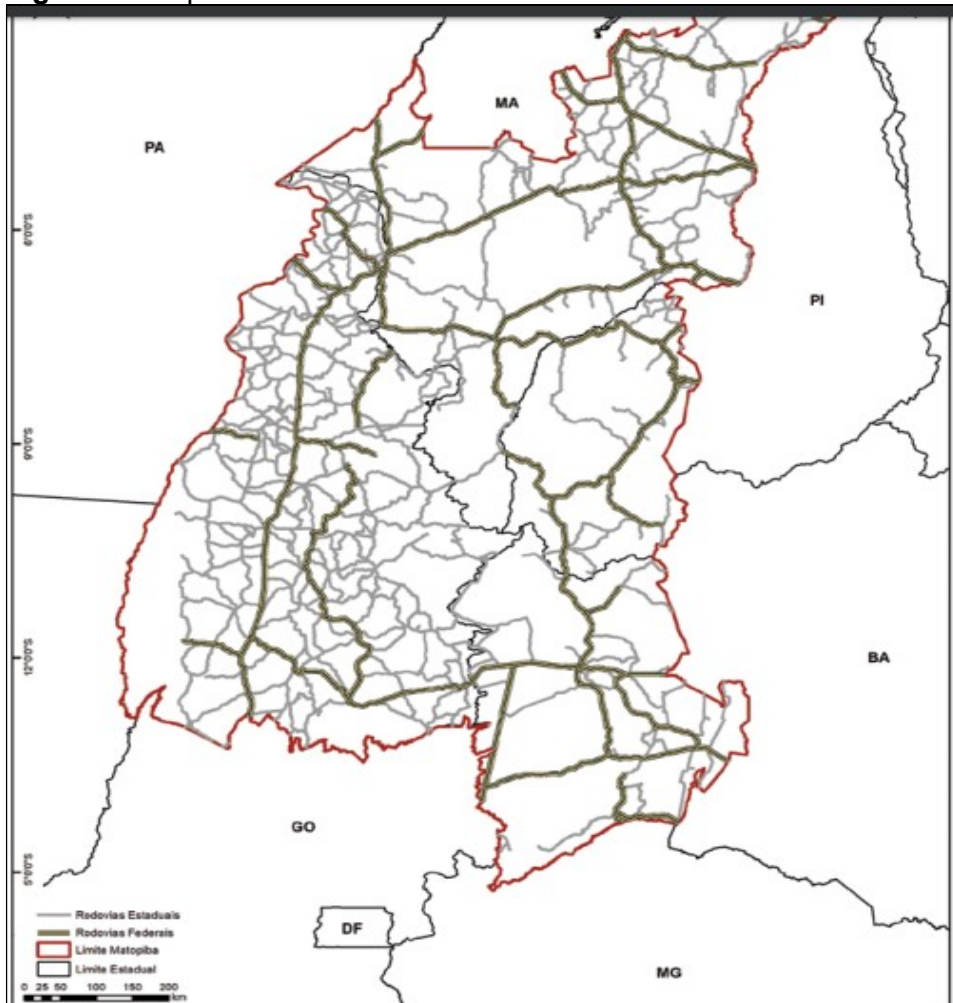 MA
PA
6°0'0"S
PI
9°0'0"S
12°0'0"S
BA
GO
5°0'0"S
Rodovias Estaduais
Rodovias Federais
Limite Matopiba
Limite Estadual
DF
MG
0 25 50 100 150 200
km